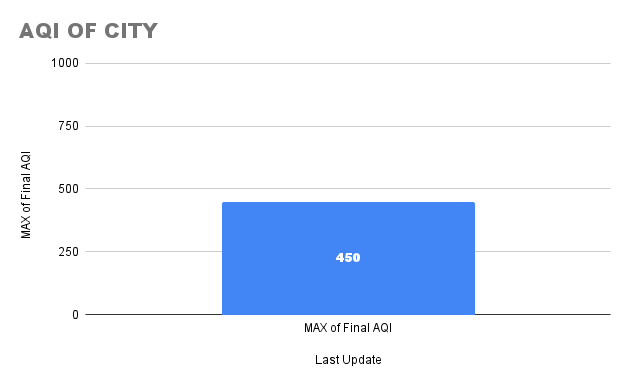 AQI OF CITY
1000
750
500
250
0
MAX of Final AQI
450
MAX of Final AQI
Last Update